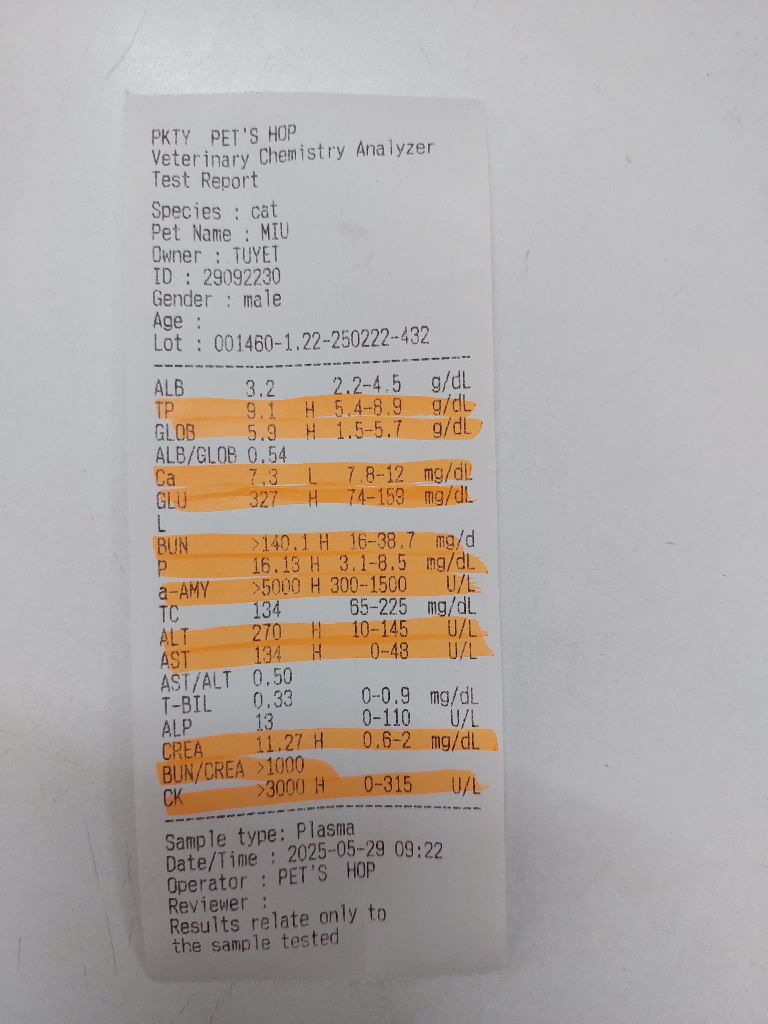 PKTY PET'S HOP
Veterinary Chemistry Analyzer
Test Report
Species : cat
Pet Name : MIU
Owner : TUYET
ID : 29092230
Gender : male
Age :
Lot : 001460-1.22-250222-432
ALB 3.2 2.2-4.5 g/dL
TP 9.1 H 5.4-8.9 g/dL
GLOB 5.9 H 1.5-5.7 g/dL
ALB/GLOB 0.54
Ca 7.3 L 7.8-12 mg/dL
GLU 327 H 74-159 mg/dL
L
BUN >140.1 H 16-38.7 mg/d
P 16.13 H 3.1-8.5 mg/dL
a-AMY >5000 H 300-1500 U/L
TC 134 65-225 mg/dL
ALT 270 H 10-145 U/L
AST 134 H 0-48 U/L
AST/ALT 0.50
T-BIL 0.33 0-0.9 mg/dL
ALP 13 0-110 U/L
CREA 11.27 H 0.6-2 mg/dL
BUN/CREA >1000
CK >3000 H 0-315 U/L
Sample type: Plasma
Date/Time : 2025-05-29 09:22
Operator : PET'S HOP
Reviewer :
Results relate only to
the sample tested